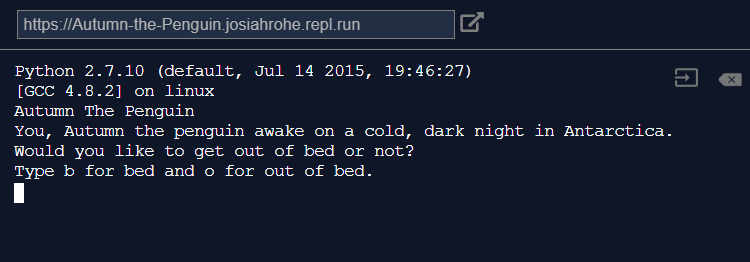 https://Autumn-the-Penguin.josiahrohe.repl.run
Python 2.7.10 (default, Jul 14 2015, 19:46:27)
[GCC 4.8.2] on linux
Autumn The Penguin
You, Autumn the penguin awake on a cold, dark night in Antarctica.
Would you like to get out of bed or not?
Type b for bed and o for out of bed.